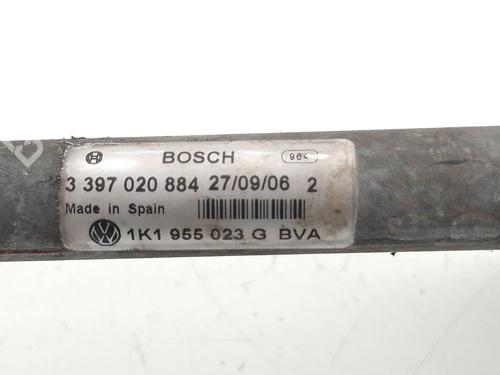 BOSCH 964
3 397 020 884 27/09/06 2
Made in Spain
1K1 955 023 G BVA